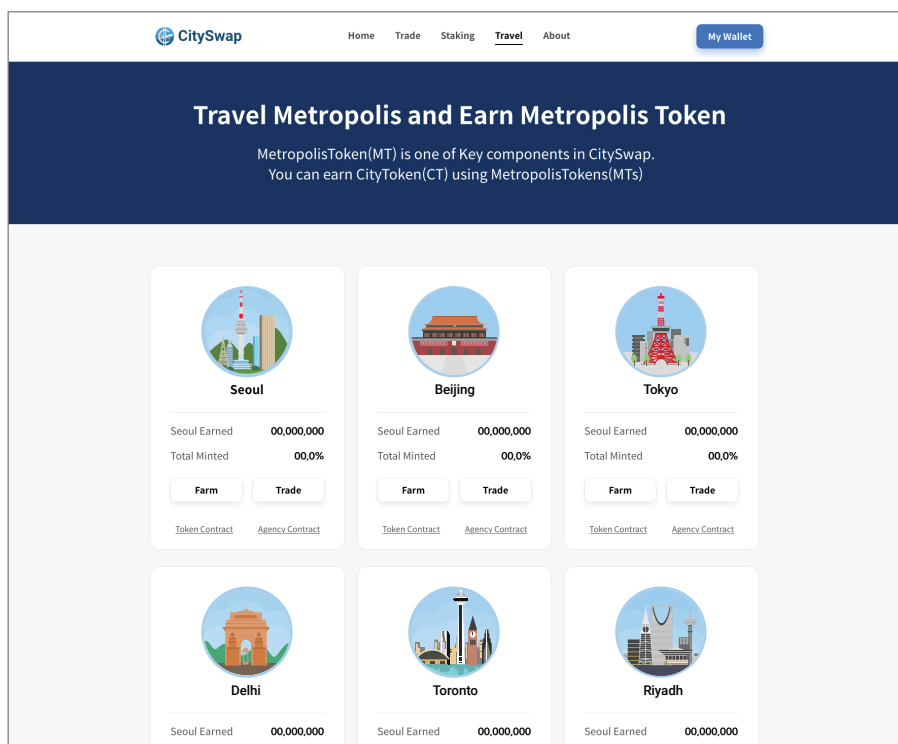 CitySwap
Home Trade Staking Travel About
My Wallet
Travel Metropolis and Earn Metropolis Token
MetropolisToken(MT) is one of Key components in CitySwap.
You can earn CityToken(CT) using MetropolisTokens(MTs)
Seoul
Seoul Earned 00,000,000
Total Minted 00,0%
Farm Trade
Token Contract Agency Contract
Beijing
Seoul Earned 00,000,000
Total Minted 00,0%
Farm Trade
Token Contract Agency Contract
Tokyo
Seoul Earned 00,000,000
Total Minted 00,0%
Farm Trade
Token Contract Agency Contract
Delhi
Seoul Earned 00,000,000
Toronto
Seoul Earned 00,000,000
Riyadh
Seoul Earned 00,000,000